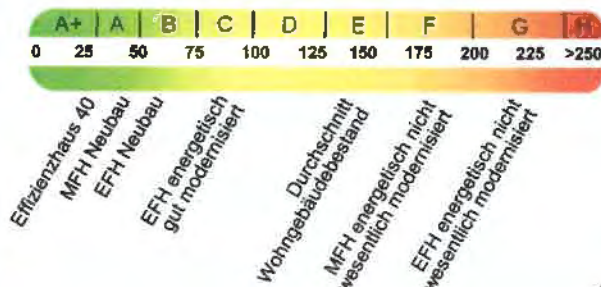 A+ A B C D E F G H
0 25 50 75 100 125 150 175 200 225 >250
Effizienzhaus 40
MFH Neubau
EFH Neubau
EFH energetisch
gut modernisiert
Durchschnitt
Wohngebäudebestand
MFH energetisch nicht
wesentlich modernisiert
EFH energetisch nicht
wesentlich modernisiert